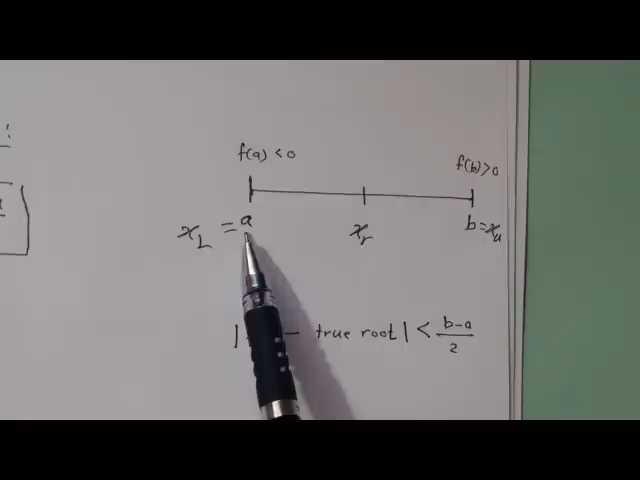 :
f(a) < 0
f(b) > 0
x_L = a
x_r
b = x_u
| – true root | < (b-a)/2